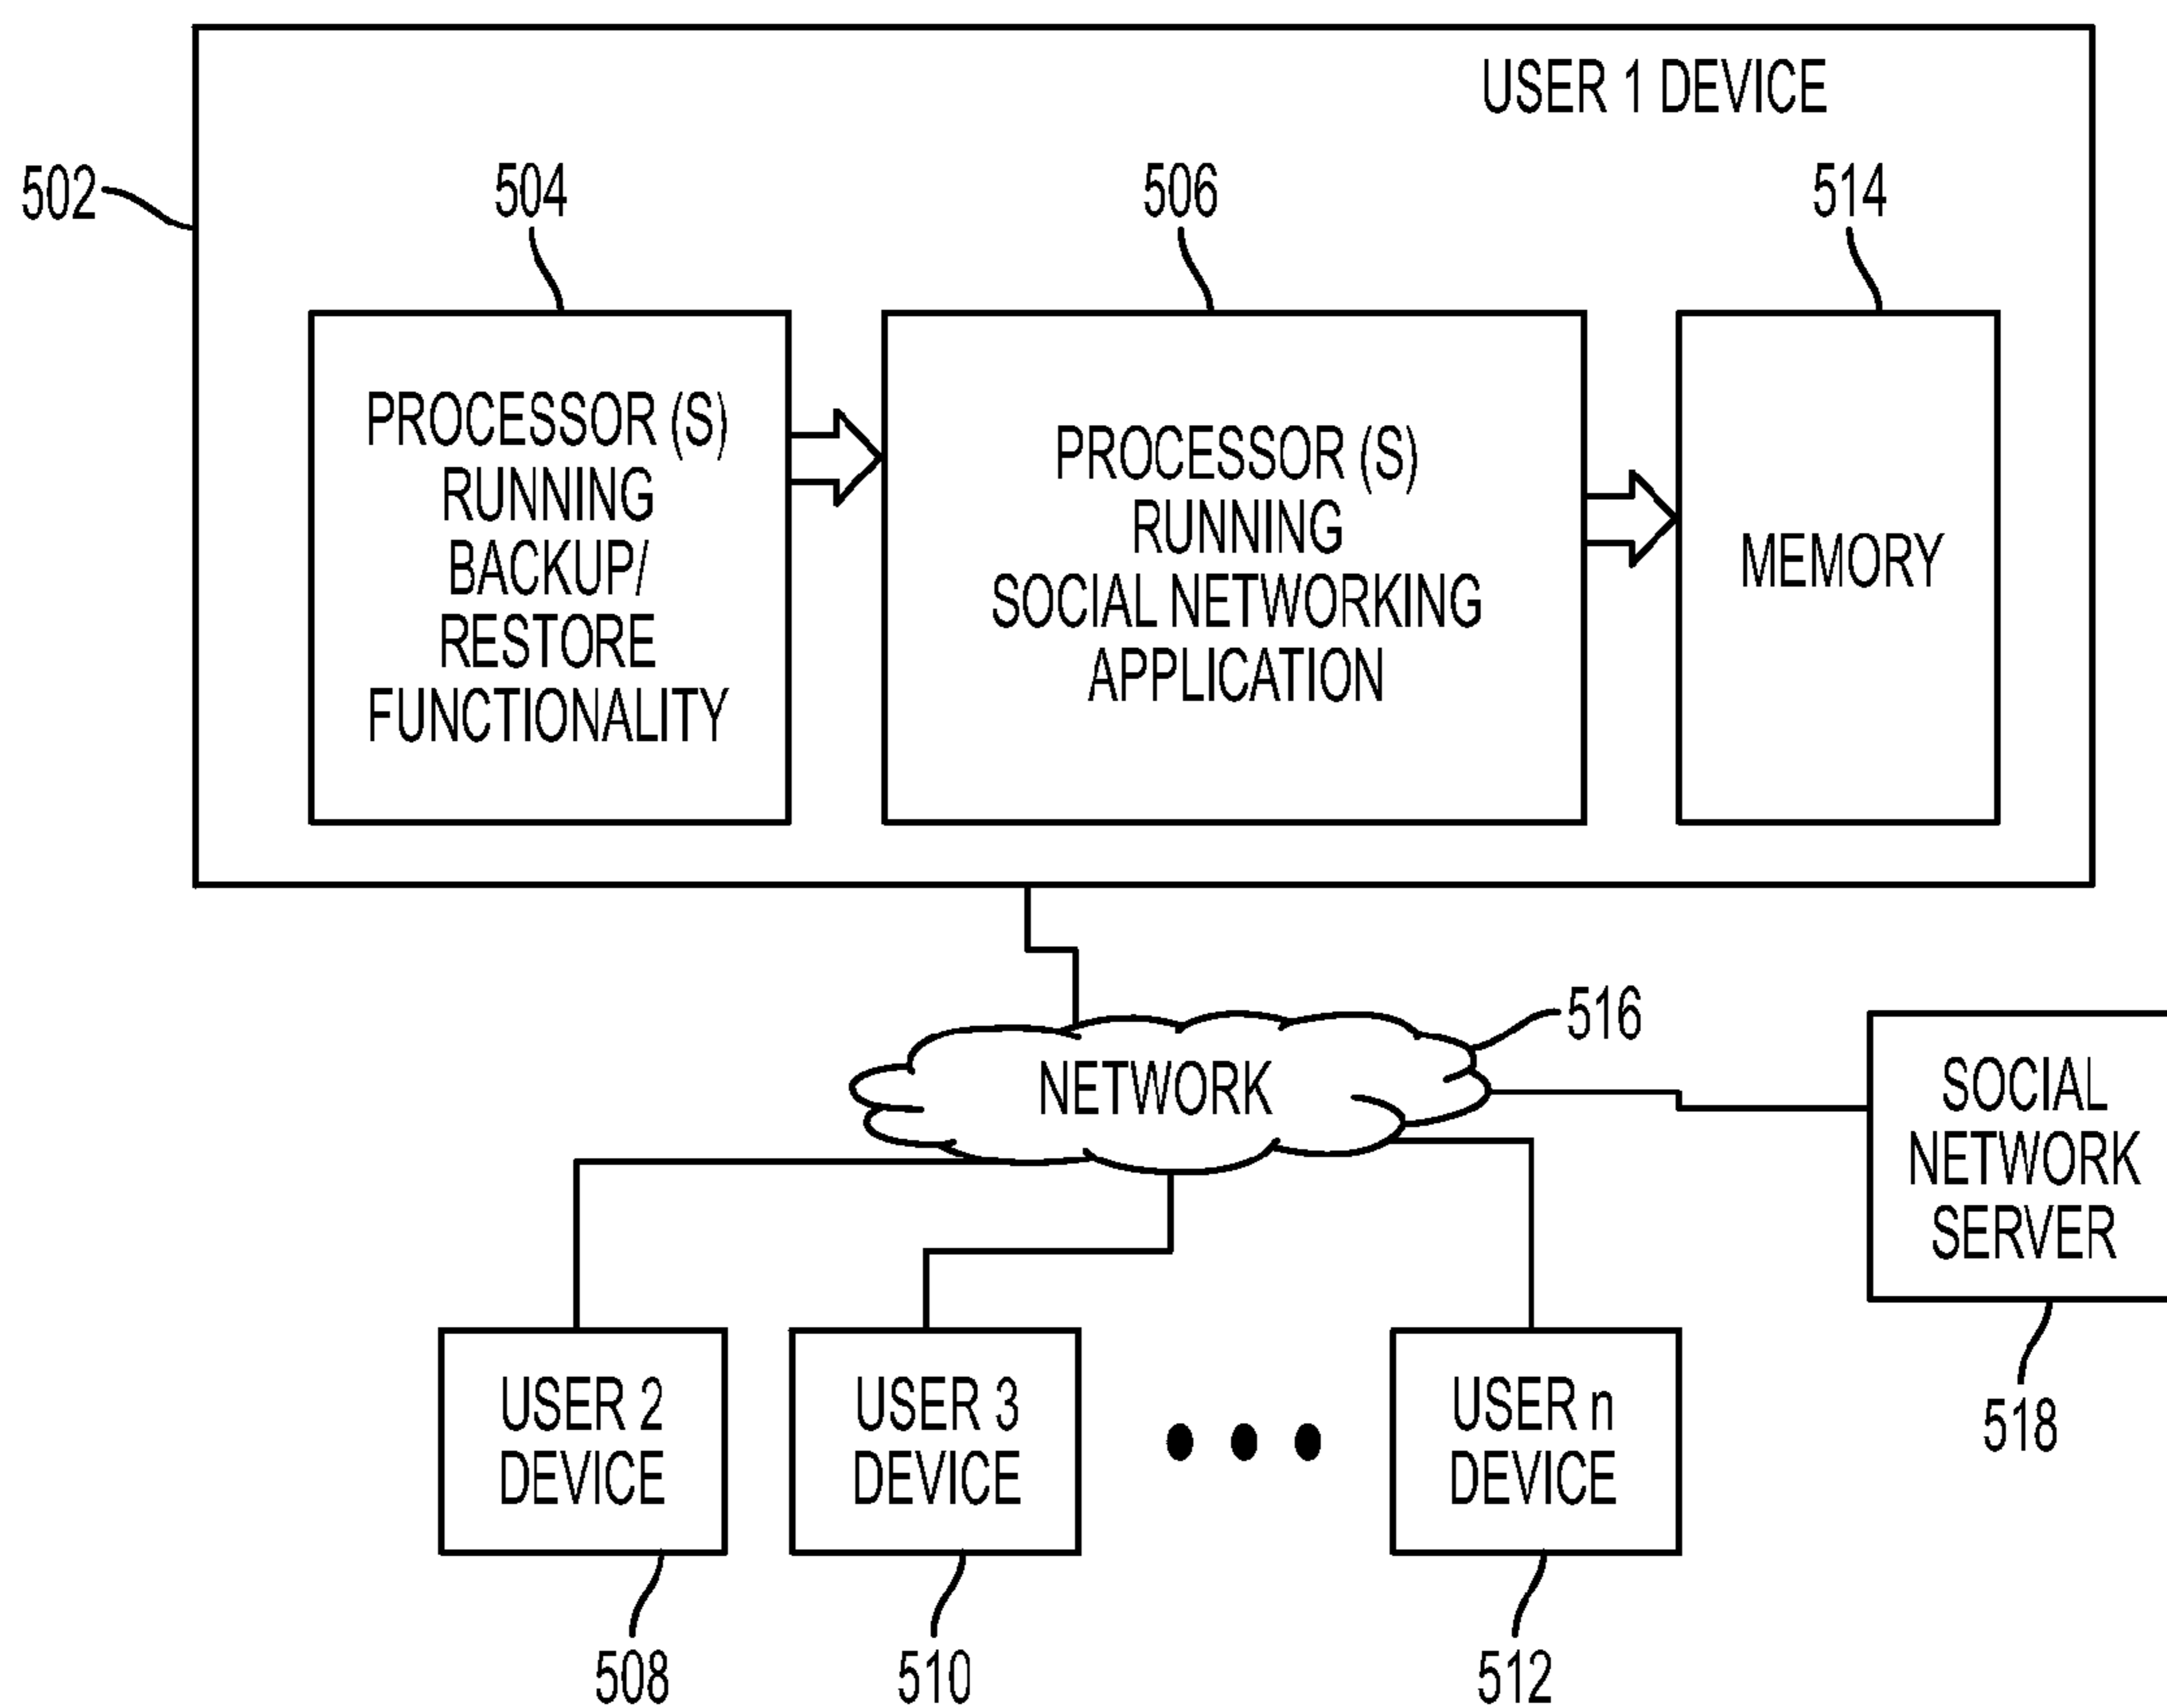 USER 1 DEVICE
502
504
506
514
PROCESSOR (S)
RUNNING
BACKUP/
RESTORE
FUNCTIONALITY
PROCESSOR (S)
RUNNING
SOCIAL NETWORKING
APPLICATION
MEMORY
516
NETWORK
SOCIAL
NETWORK
SERVER
518
USER 2
DEVICE
USER 3
DEVICE
USER n
DEVICE
508
510
512